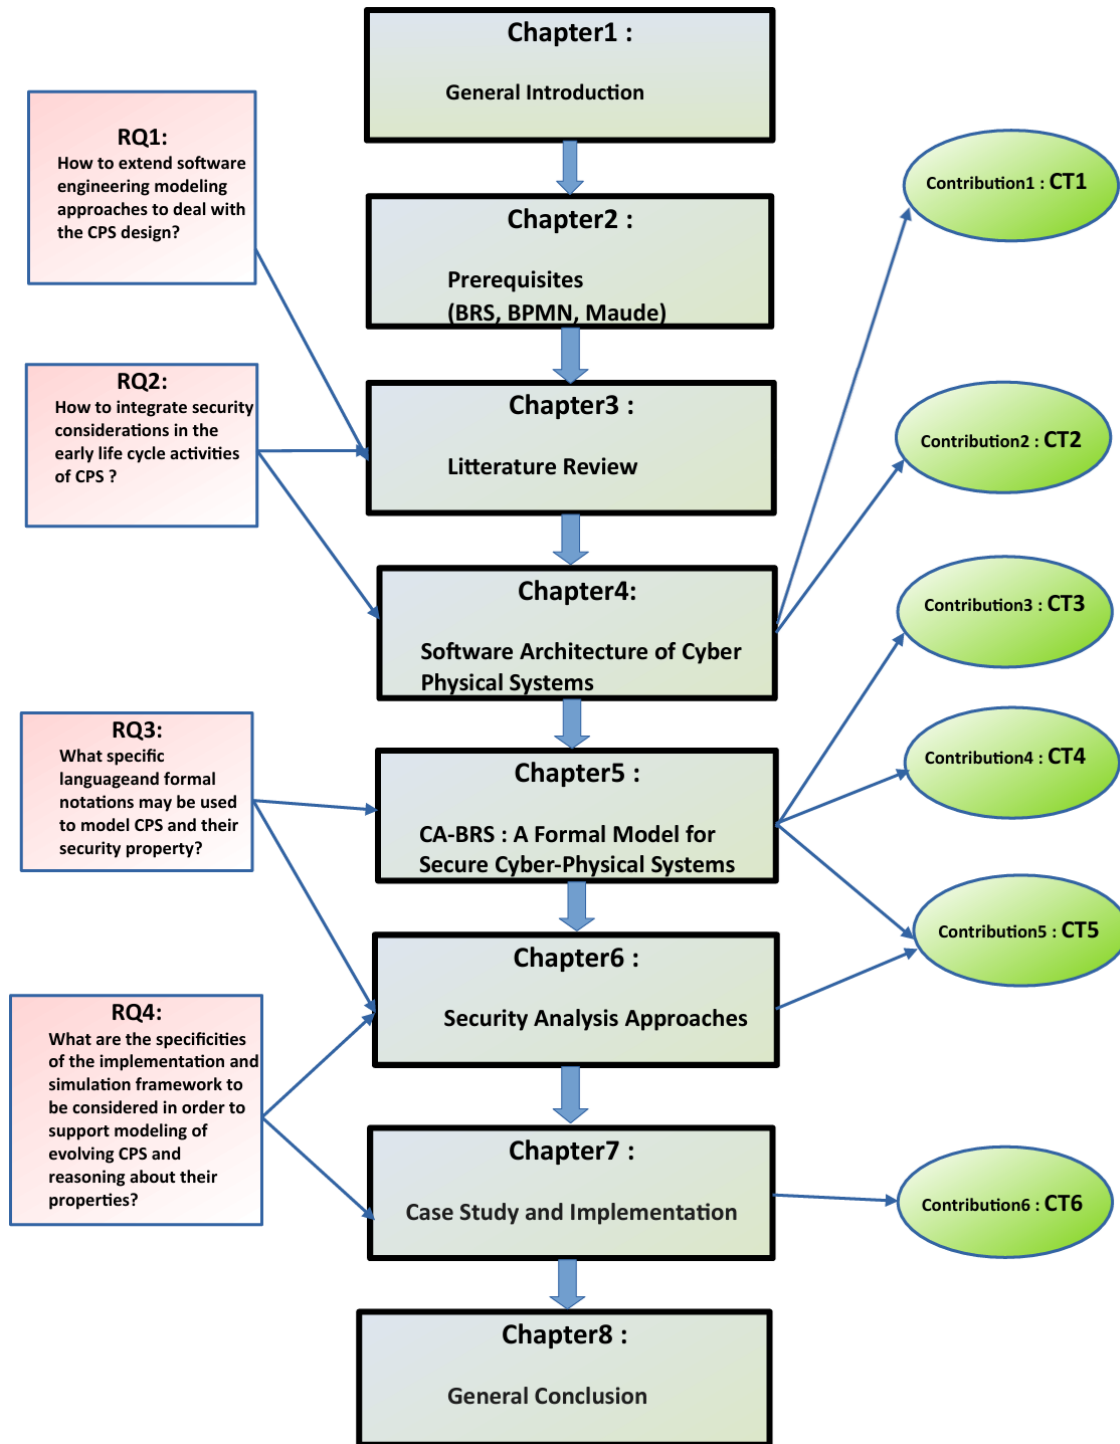 Chapter1 :
General Introduction
RQ1:
How to extend software
engineering modeling
approaches to deal with
the CPS design?
Contribution1 : CT1
Chapter2 :
Prerequisites
(BRS, BPMN, Maude)
RQ2:
How to integrate security
considerations in the
early life cycle activities
of CPS ?
Chapter3 :
Litterature Review
Contribution2 : CT2
Chapter4:
Software Architecture of Cyber
Physical Systems
Contribution3 : CT3
RQ3:
What specific
languageand formal
notations may be used
to model CPS and their
security property?
Chapter5 :
CA-BRS : A Formal Model for
Secure Cyber-Physical Systems
Contribution4 : CT4
Contribution5 : CT5
Chapter6 :
Security Analysis Approaches
RQ4:
What are the specificities
of the implementation and
simulation framework to
be considered in order to
support modeling of
evolving CPS and
reasoning about their
properties?
Chapter7 :
Case Study and Implementation
Contribution6 : CT6
Chapter8 :
General Conclusion